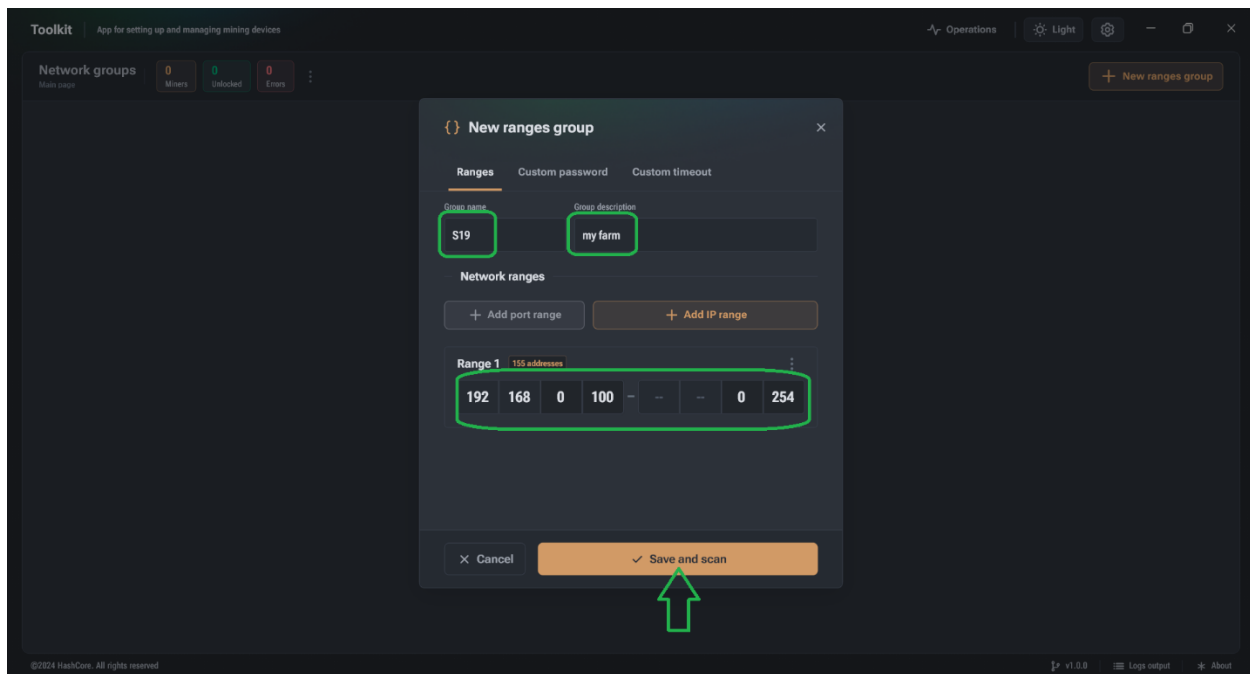 Toolkit App for setting up and managing mining devices Operations Light
Network groups 0 0 0 New ranges group
Main page Miners Unlocked Errors
{} New ranges group
Ranges Custom password Custom timeout
Group name Group description
S19 my farm
Network ranges
+ Add port range + Add IP range
Range 1 155 addresses
192 168 0 100 – -- -- 0 254
Cancel Save and scan
©2024 HashCore. All rights reserved v1.0.0 Logs output About